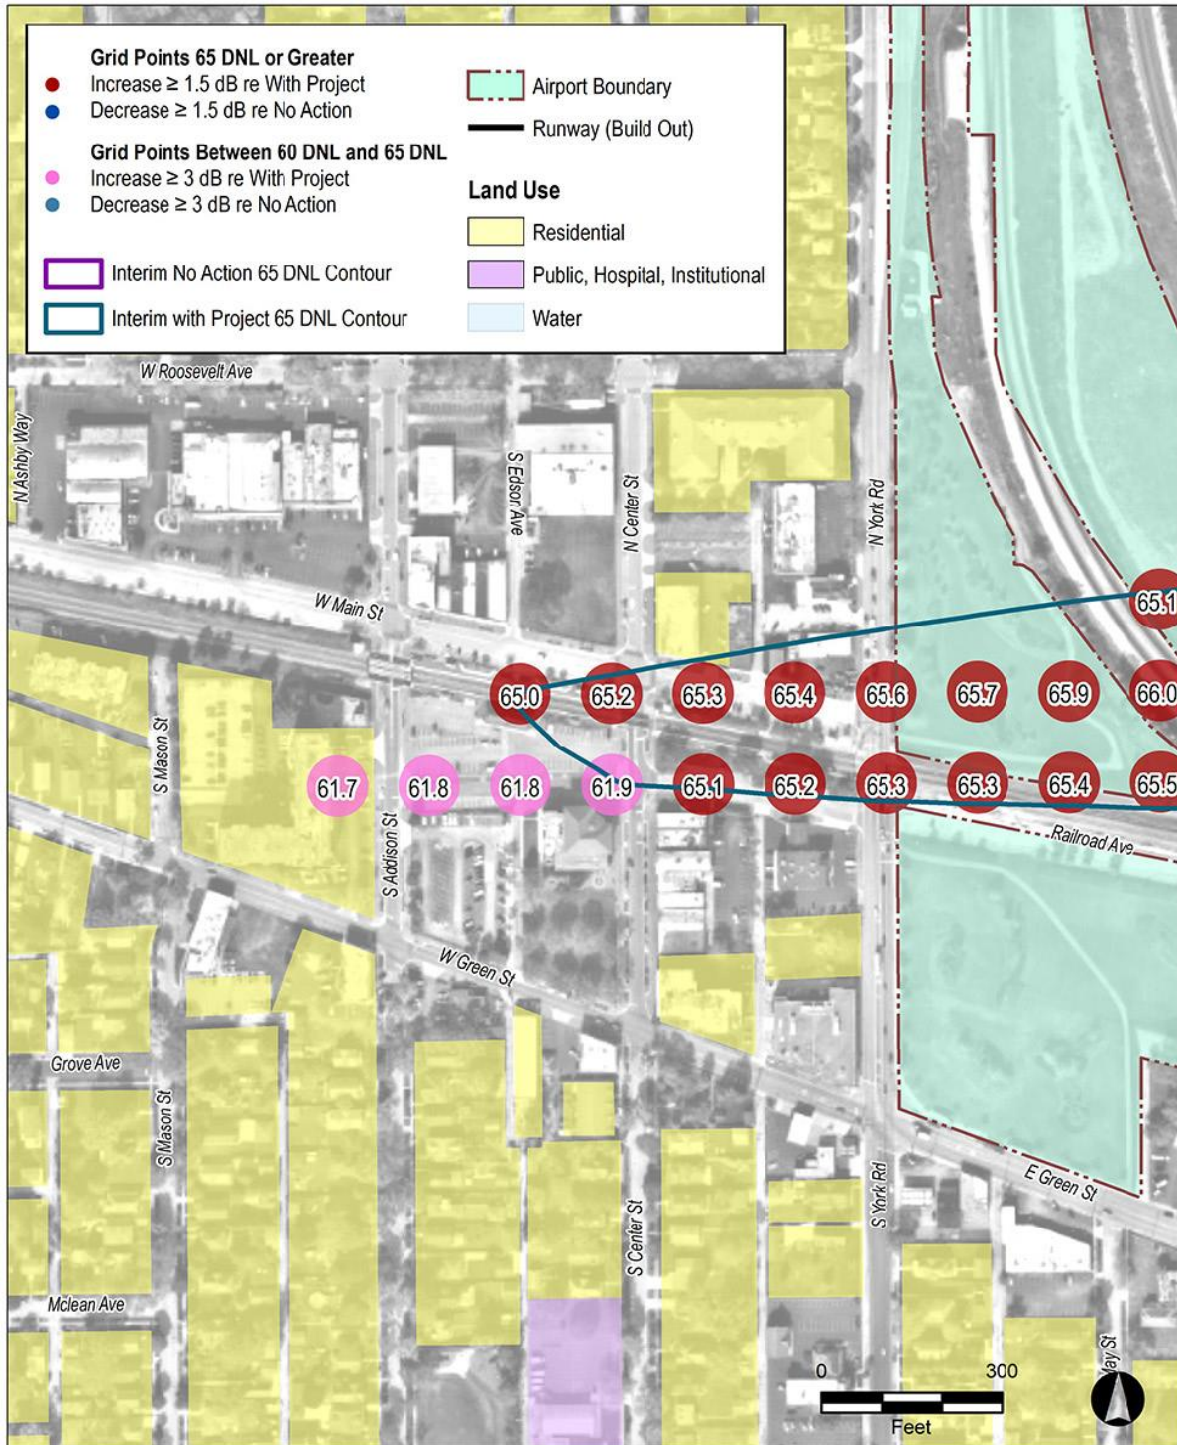 Grid Points 65 DNL or Greater
Increase ≥ 1.5 dB re With Project
Decrease ≥ 1.5 dB re No Action
Grid Points Between 60 DNL and 65 DNL
Increase ≥ 3 dB re With Project
Decrease ≥ 3 dB re No Action
Interim No Action 65 DNL Contour
Interim with Project 65 DNL Contour
Airport Boundary
Runway (Build Out)
Land Use
Residential
Public, Hospital, Institutional
Water
W Roosevelt Ave
N Ashby Way
S Edson Ave
N Center St
N York Rd
W Main St
65.1
65.0
65.2
65.3
65.4
65.6
65.7
65.9
66.0
S Mason St
61.7
61.8
61.8
61.9
65.1
65.2
65.3
65.3
65.4
65.5
S Addison St
Railroad Ave
W Green St
Grove Ave
S Mason St
S Center St
S York Rd
E Green St
Mclean Ave
May St
0 300
Feet